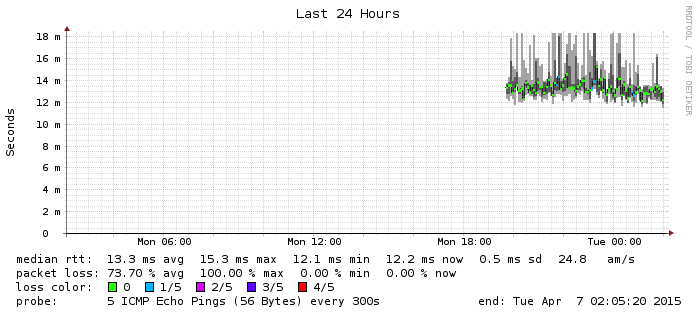 Last 24 Hours
RRDTOOL / TOBI OETIKER
Seconds
18 m
16 m
14 m
12 m
10 m
8 m
6 m
4 m
2 m
0
Mon 06:00 Mon 12:00 Mon 18:00 Tue 00:00
median rtt: 13.3 ms avg 15.3 ms max 12.1 ms min 12.2 ms now 0.5 ms sd 24.8 am/s
packet loss: 73.70 % avg 100.00 % max 0.00 % min 0.00 % now
loss color: 0 1/5 2/5 3/5 4/5
probe: 5 ICMP Echo Pings (56 Bytes) every 300s end: Tue Apr 7 02:05:20 2015